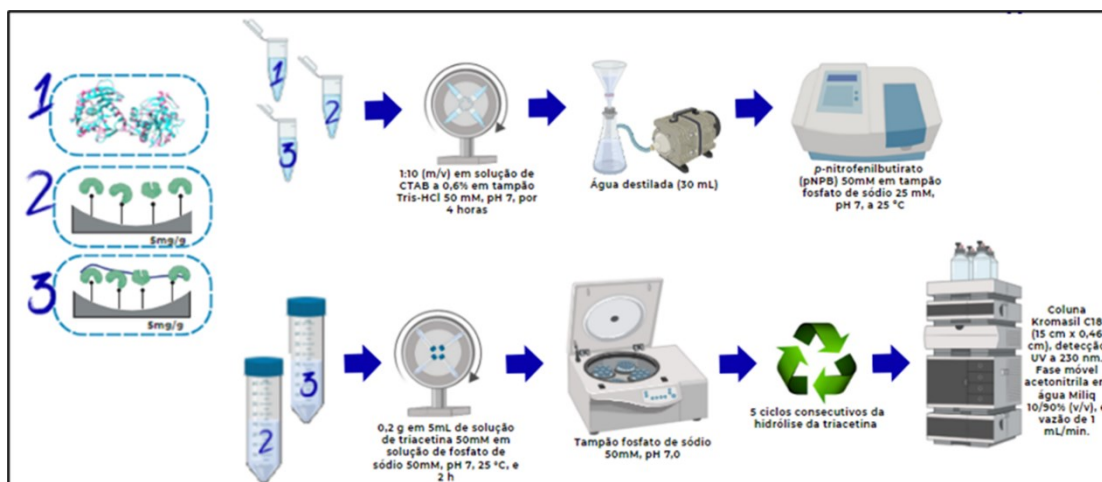 1
2
5mg/g
3
5mg/g
1
2
3
1:10 (m/v) em solução de
CTAB a 0,6% em tampão
Tris-HCl 50 mM, pH 7, por
4 horas
Água destilada (30 mL)
p-nitrofenilbutirato
(pNPB) 50mM em tampão
fosfato de sódio 25 mM,
pH 7, a 25 °C
2
3
0,2 g em 5mL de solução
de triacetina 50mM em
solução de fosfato de
sódio 50mM, pH 7, 25 °C, e
2 h
Tampão fosfato de sódio
50mM, pH 7,0
5 ciclos consecutivos da
hidrólise da triacetina
Coluna
Kromasil C18
(15 cm x 0,46
cm), detecção
UV a 230 nm.
Fase móvel
acetonitrila em
água Miliq
10/90% (v/v),
vazão de 1
mL/min.